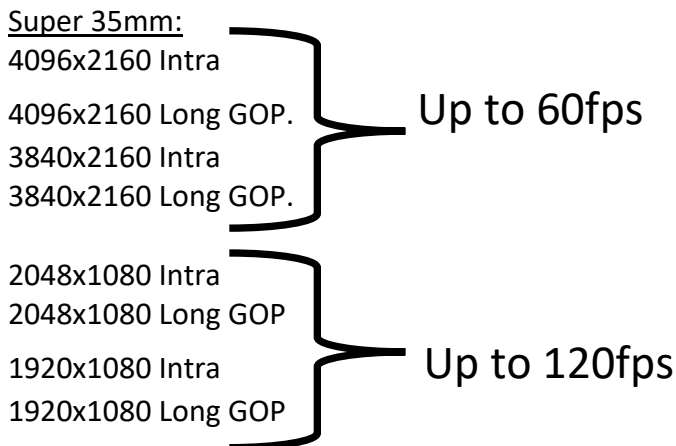 Super 35mm:
4096x2160 Intra
4096x2160 Long GOP.
3840x2160 Intra
3840x2160 Long GOP.
Up to 60fps
2048x1080 Intra
2048x1080 Long GOP
1920x1080 Intra
1920x1080 Long GOP
Up to 120fps